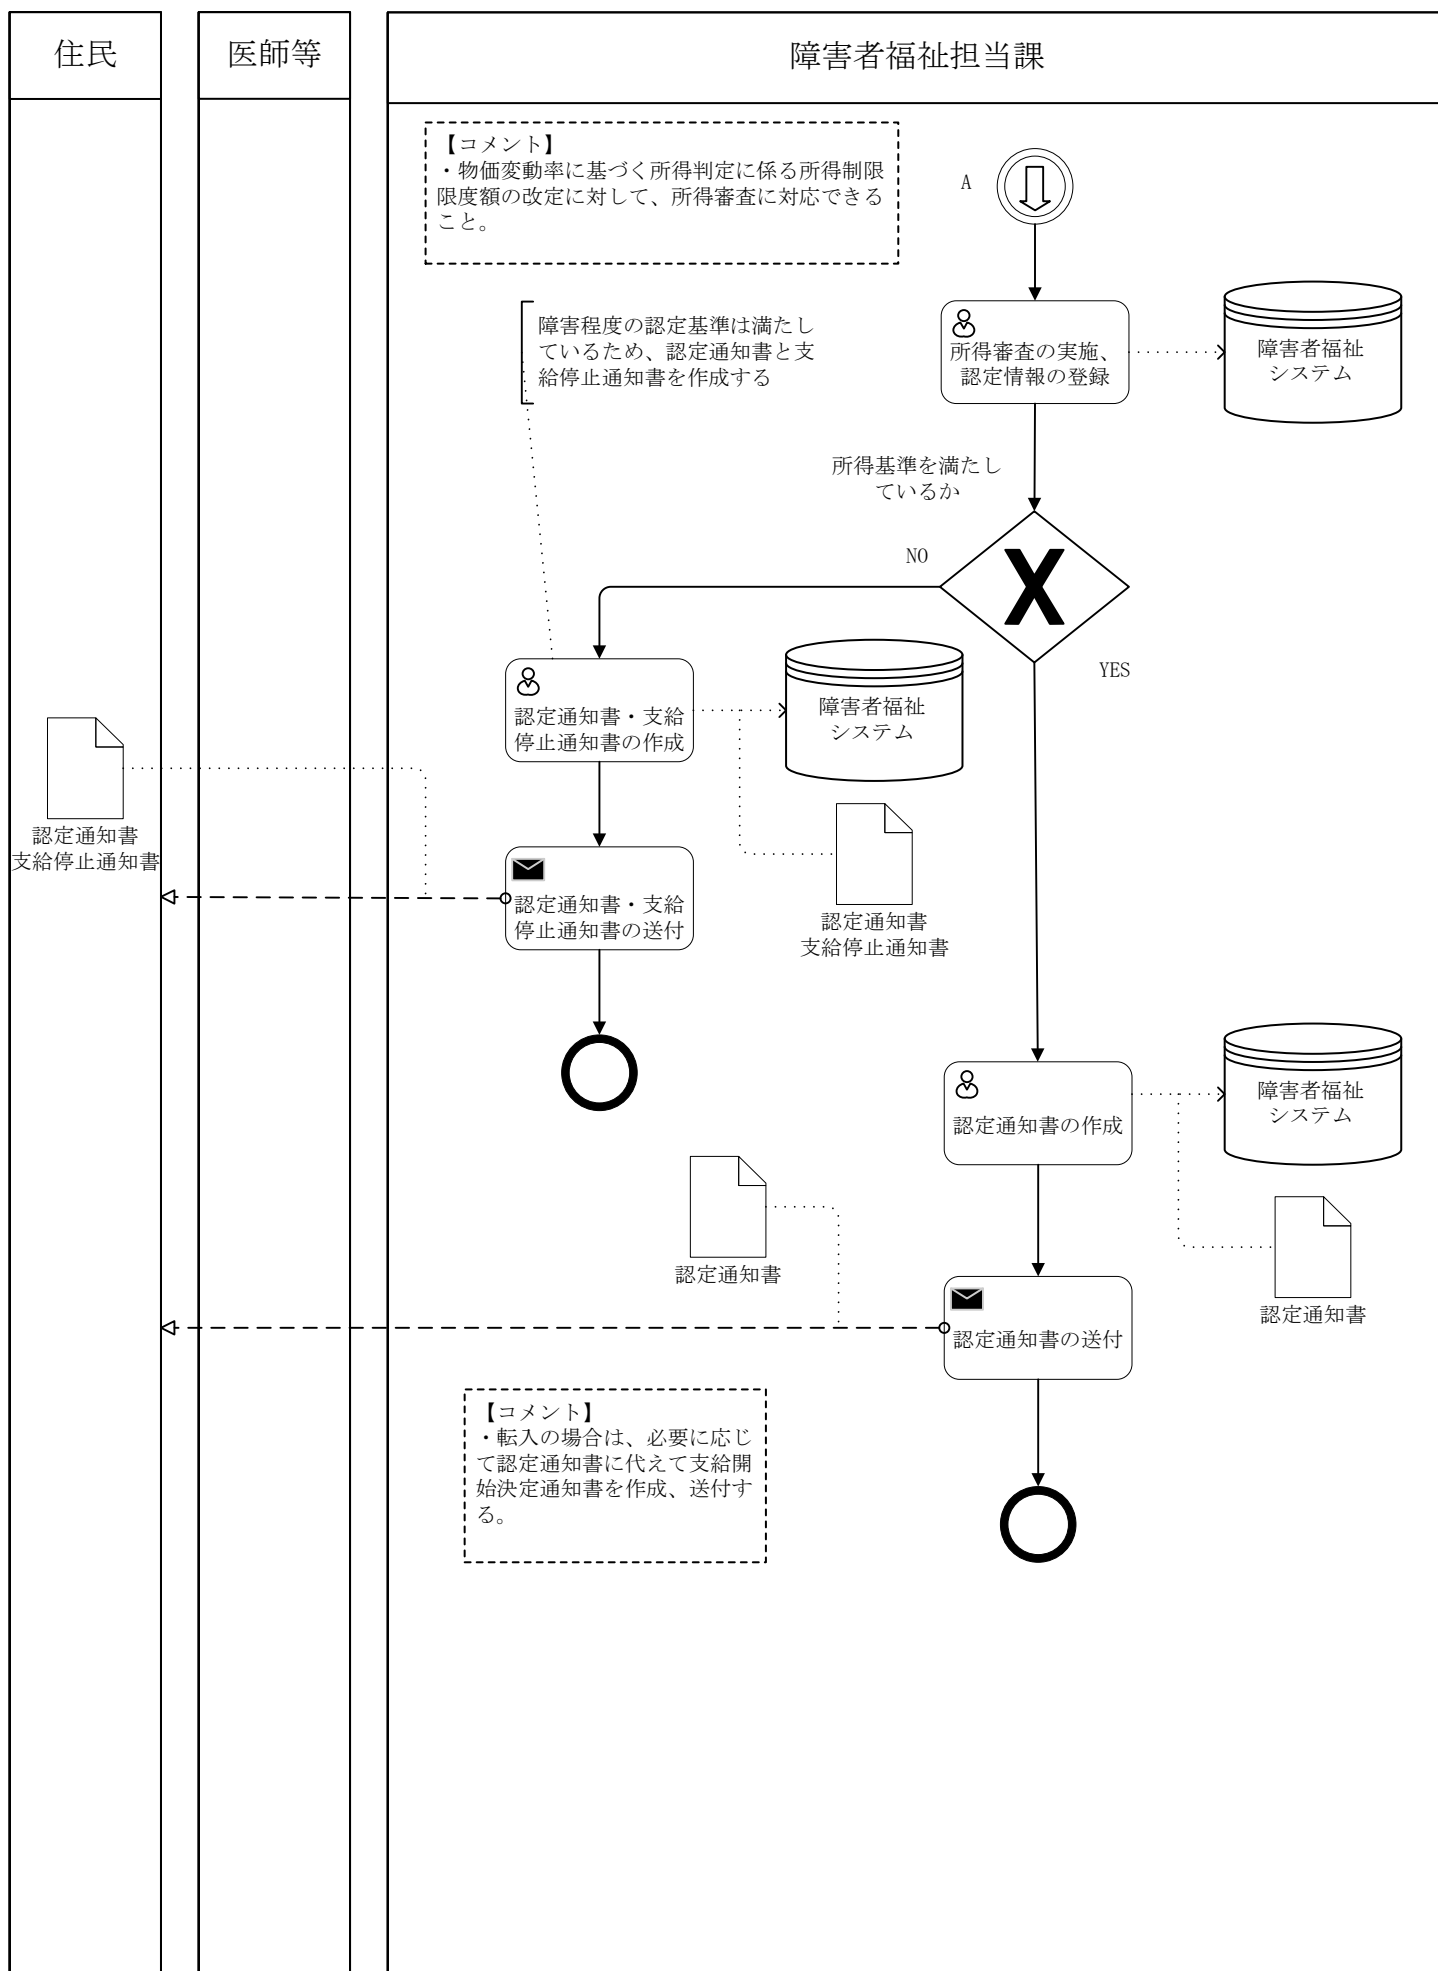 住民
医師等
障害者福祉担当課
【コメント】
・物価変動率に基づく所得判定に係る所得制限
限度額の改定に対して、所得審査に対応できる
こと。
A
障害程度の認定基準は満たし
ているため、認定通知書と支
給停止通知書を作成する
所得審査の実施、
認定情報の登録
障害者福祉
システム
所得基準を満たし
ているか
NO
YES
認定通知書・支給
停止通知書の作成
障害者福祉
システム
認定通知書
支給停止通知書
認定通知書・支給
停止通知書の送付
認定通知書
支給停止通知書
認定通知書の作成
障害者福祉
システム
認定通知書
認定通知書
認定通知書の送付
【コメント】
・転入の場合は、必要に応じ
て認定通知書に代えて支給開
始決定通知書を作成、送付す
る。